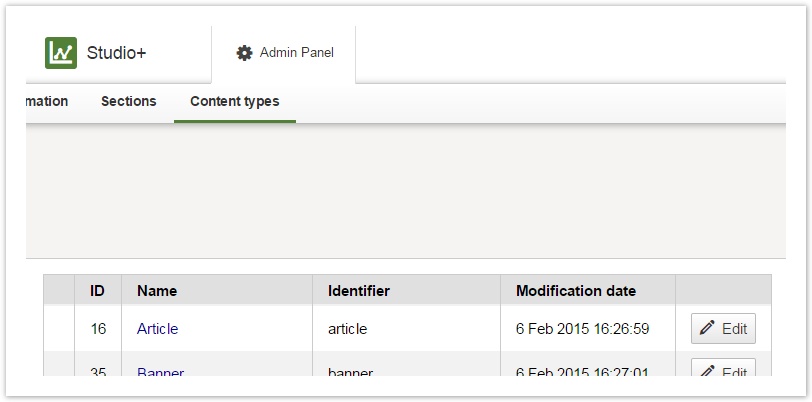 Studio+ Admin Panel
mation Sections Content types
ID Name Identifier Modification date
16 Article article 6 Feb 2015 16:26:59 Edit
35 Banner banner 6 Feb 2015 16:27:01 Edit